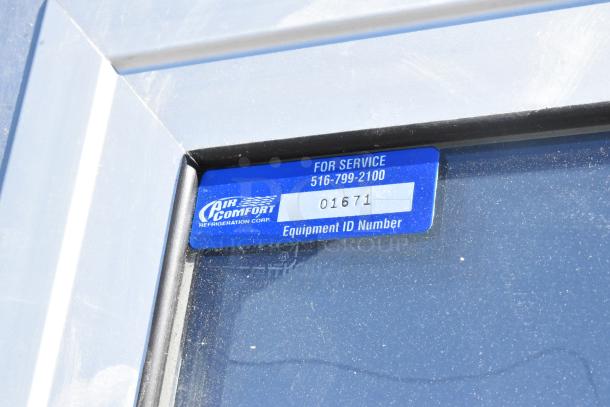 FOR SERVICE
516-799-2100
AIR COMFORT
REFRIGERATION CORP.
01671
Equipment ID Number